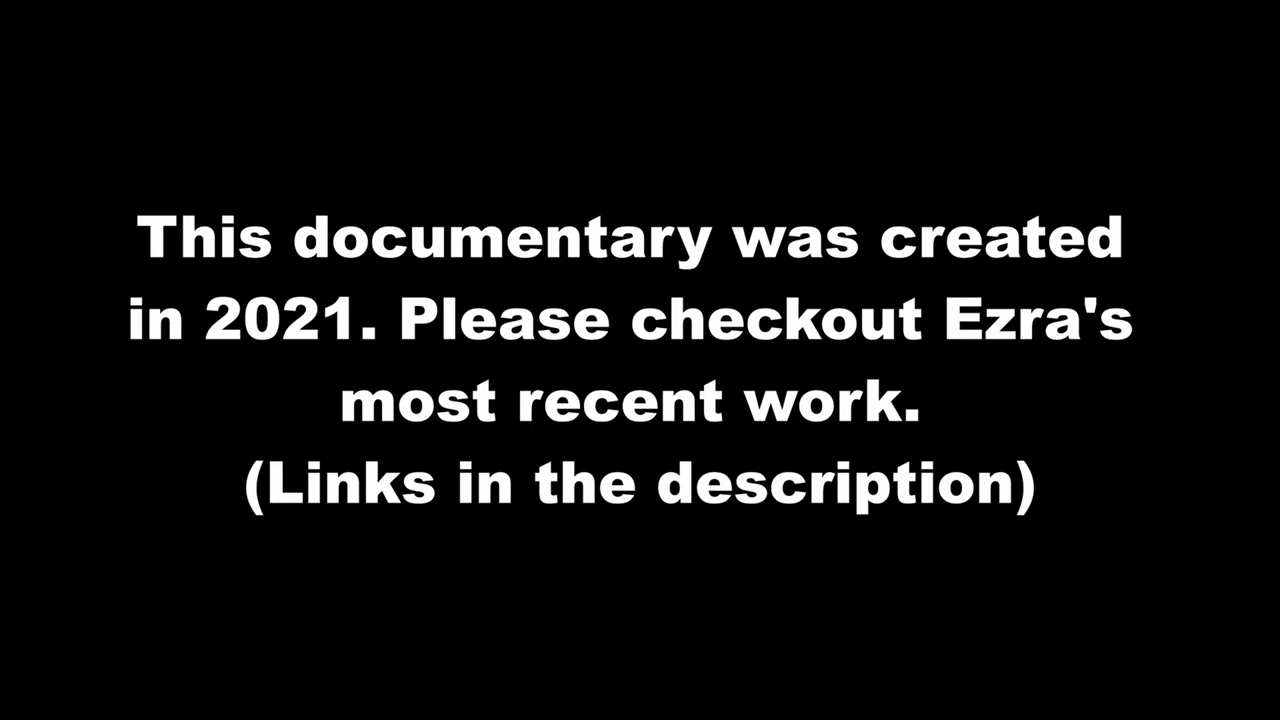 This documentary was created
in 2021. Please checkout Ezra's
most recent work.
(Links in the description)